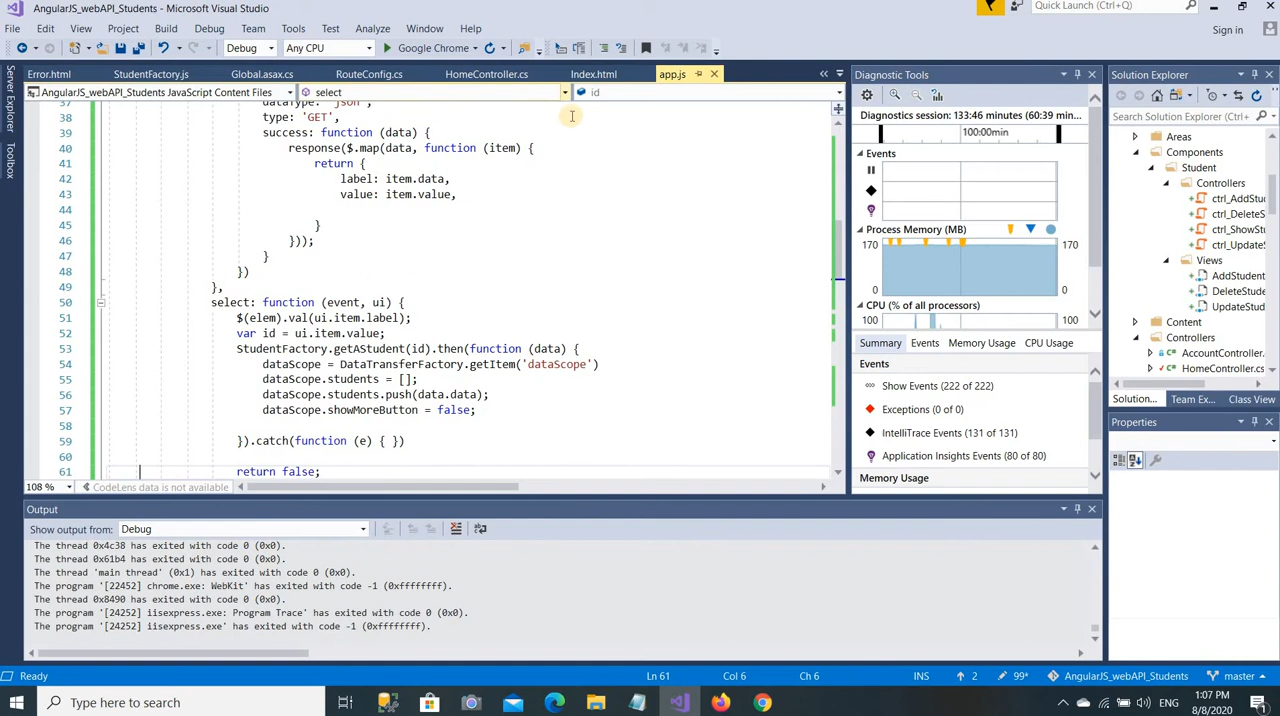 AngularJS_webAPI_Students - Microsoft Visual Studio
Quick Launch (Ctrl+Q)
File Edit View Project Build Debug Team Tools Test Analyze Window Help
Sign in
Debug Any CPU Google Chrome
Server Explorer
Toolbox
Error.html StudentFactory.js Global.asax.cs RouteConfig.cs HomeController.cs Index.html app.js
AngularJS_webAPI_Students JavaScript Content Files select id
37 dataType: 'json',
38 type: 'GET',
39 success: function (data) {
40 response($.map(data, function (item) {
41 return {
42 label: item.data,
43 value: item.value,
44
45 }
46 }));
47 }
48 })
49 },
50 select: function (event, ui) {
51 $(elem).val(ui.item.label);
52 var id = ui.item.value;
53 StudentFactory.getAStudent(id).then(function (data) {
54 dataScope = DataTransferFactory.getItem('dataScope')
55 dataScope.students = [];
56 dataScope.students.push(data.data);
57 dataScope.showMoreButton = false;
58
59 }).catch(function (e) { })
60
61 return false;
108 % CodeLens data is not available
Diagnostic Tools
Diagnostics session: 133:46 minutes (60:39 min...
100:00min
Events
Process Memory (MB)
170 170
0 0
CPU (% of all processors)
100 100
Summary Events Memory Usage CPU Usage
Events
Show Events (222 of 222)
Exceptions (0 of 0)
IntelliTrace Events (131 of 131)
Application Insights Events (80 of 80)
Memory Usage
Solution Explorer
Search Solution Explorer
Areas
Components
Student
Controllers
ctrl_AddStu
ctrl_DeleteS
ctrl_ShowStu
ctrl_Update
Views
AddStudent
DeleteStude
UpdateStud
Content
Controllers
AccountController.
HomeController.cs
Solution... Team Ex... Class View
Properties
Output
Show output from: Debug
The thread 0x4c38 has exited with code 0 (0x0).
The thread 0x61b4 has exited with code 0 (0x0).
The thread 'main thread' (0x1) has exited with code 0 (0x0).
The program '[22452] chrome.exe: WebKit' has exited with code -1 (0xffffffff).
The thread 0x8490 has exited with code 0 (0x0).
The program '[24252] iisexpress.exe: Program Trace' has exited with code 0 (0x0).
The program '[24252] iisexpress.exe' has exited with code -1 (0xffffffff).
Ready Ln 61 Col 6 Ch 6 INS 2 99* AngularJS_webAPI_Students master
Type here to search
ENG
1:07 PM
8/8/2020